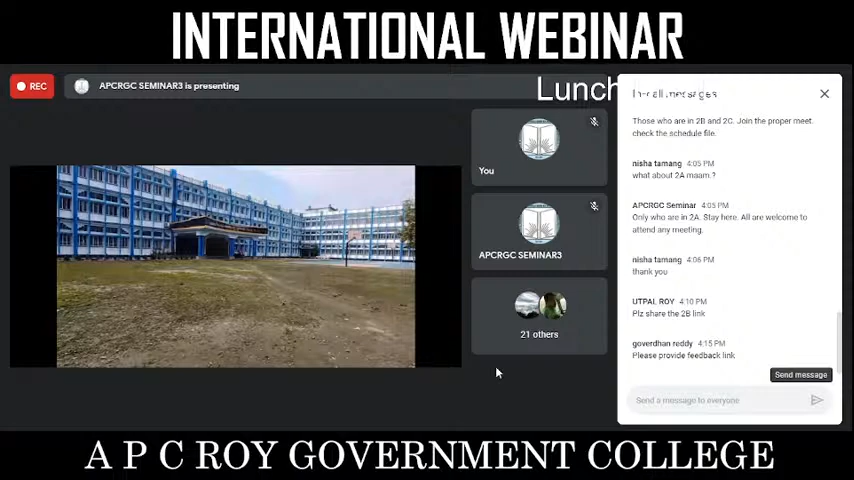 INTERNATIONAL WEBINAR
REC
APCRGC SEMINAR3 is presenting
Lunch
In-call messages
Those who are in 2B and 2C. Join the proper meet.
check the schedule file.
You
nisha tamang 4:05 PM
what about 2A maam.?
APCRGC Seminar 4:05 PM
Only who are in 2A. Stay here. All are welcome to
attend any meeting.
APCRGC SEMINAR3
nisha tamang 4:06 PM
thank you
UTPAL ROY 4:10 PM
Plz share the 2B link
21 others
goverdhan reddy 4:15 PM
Please provide feedback link
Send message
Send a message to everyone
A P C ROY GOVERNMENT COLLEGE